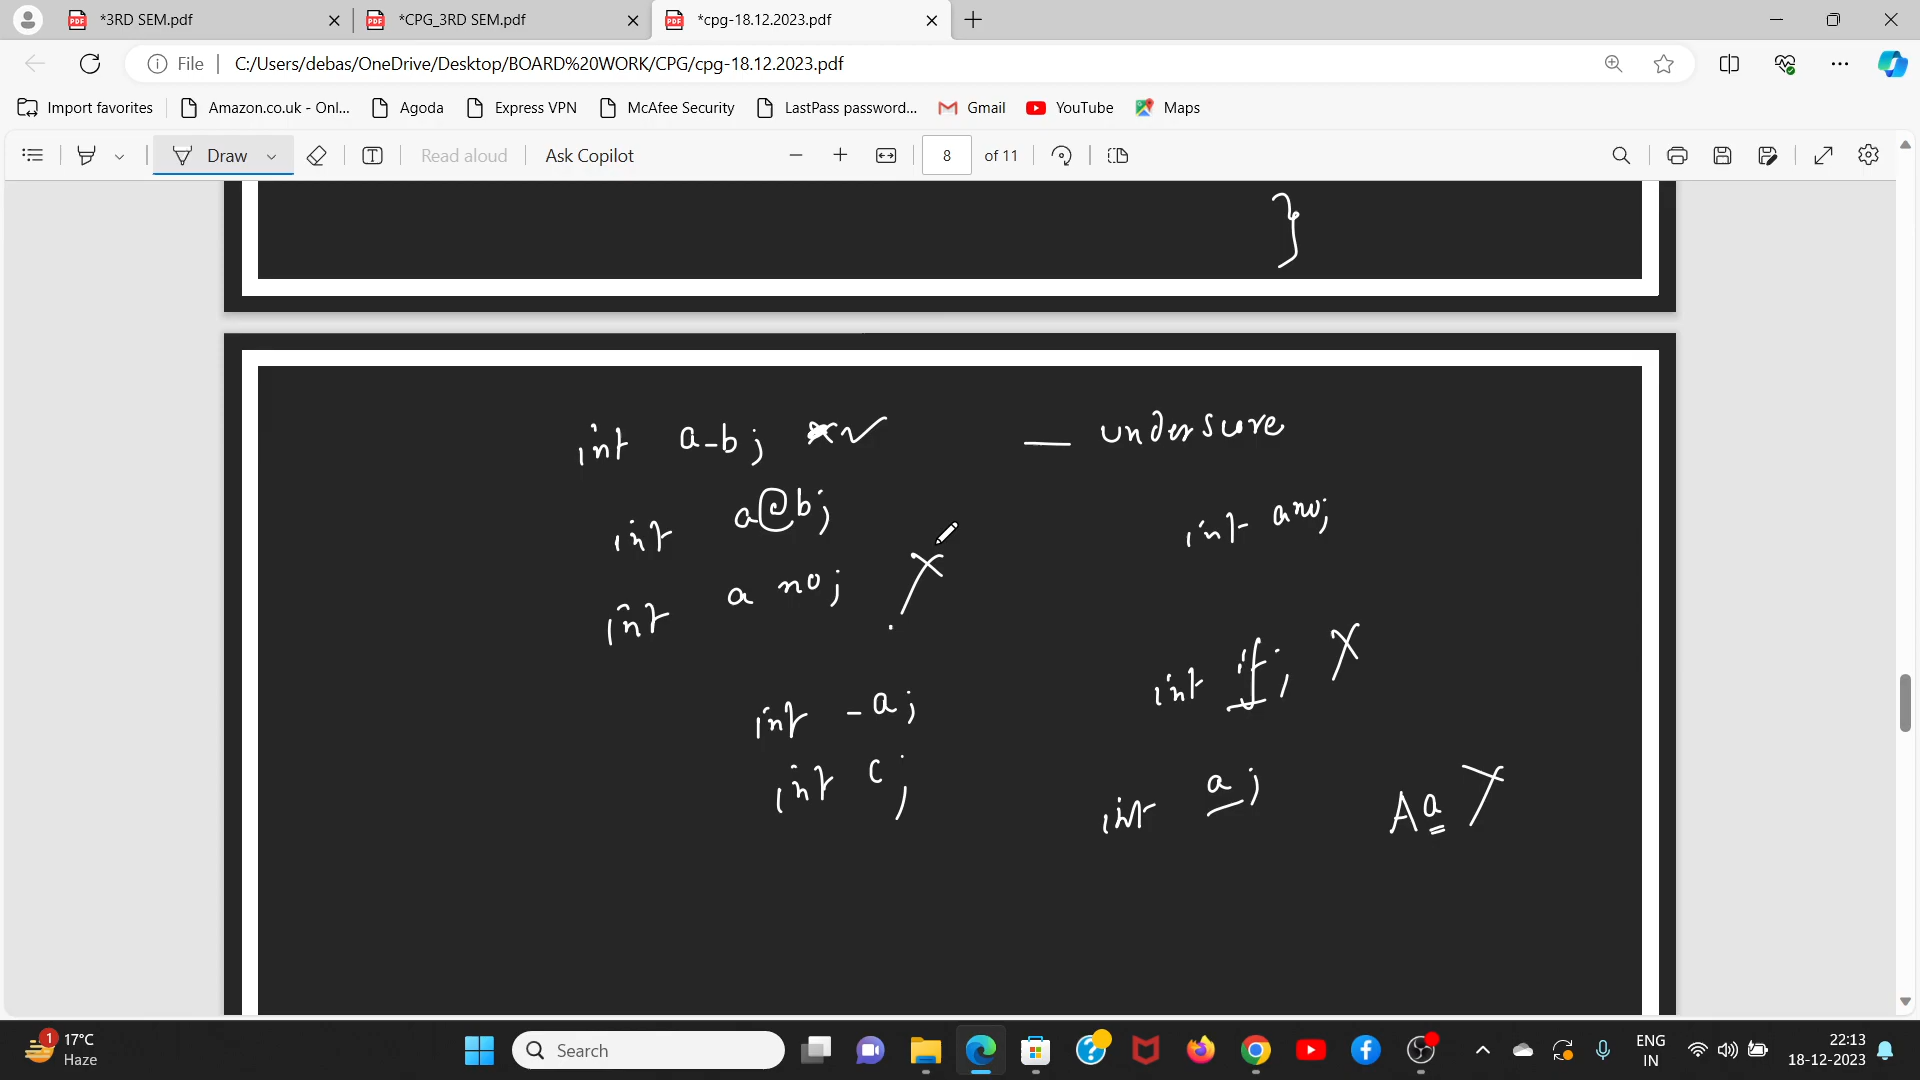 *3RD SEM.pdf
*CPG_3RD SEM.pdf
*cpg-18.12.2023.pdf
File
C:/Users/debas/OneDrive/Desktop/BOARD%20WORK/CPG/cpg-18.12.2023.pdf
Import favorites
Amazon.co.uk - Onl...
Agoda
Express VPN
McAfee Security
LastPass password...
Gmail
YouTube
Maps
Draw
Read aloud
Ask Copilot
8 of 11
}
int a_b; ✓
_ underscore
int a@b;
int ano;
int a no; X
int if; X
int _a;
int c;
int a;
Aa X
1
17°C
Haze
Search
ENG
IN
22:13
18-12-2023